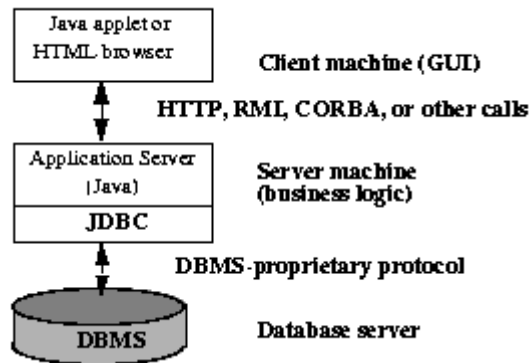 Java applet or
HTML browser
Client machine (GUI)
HTTP, RMI, CORBA, or other calls
Application Server
(Java)
JDBC
Server machine
(business logic)
DBMS-proprietary protocol
DBMS
Database server